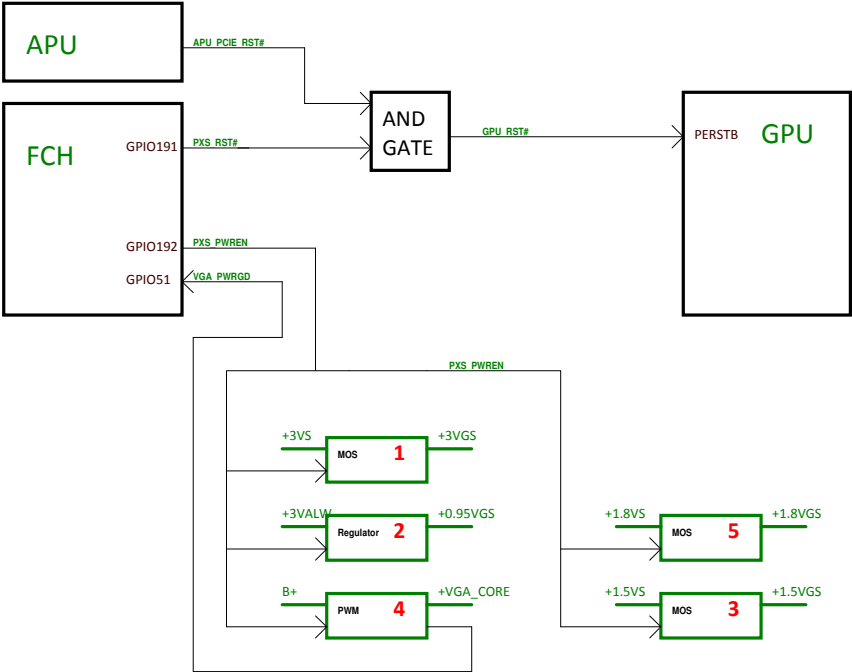 APU
APU_PCIE_RST#
FCH
GPIO191
PXS_RST#
AND
GATE
GPU_RST#
PERSTB
GPU
GPIO192
PXS_PWREN
GPIO51
VGA_PWRGD
PXS_PWREN
+3VS
MOS
1
+3VGS
+3VALW
Regulator
2
+0.95VGS
B+
PWM
4
+VGA_CORE
+1.8VS
MOS
5
+1.8VGS
+1.5VS
MOS
3
+1.5VGS